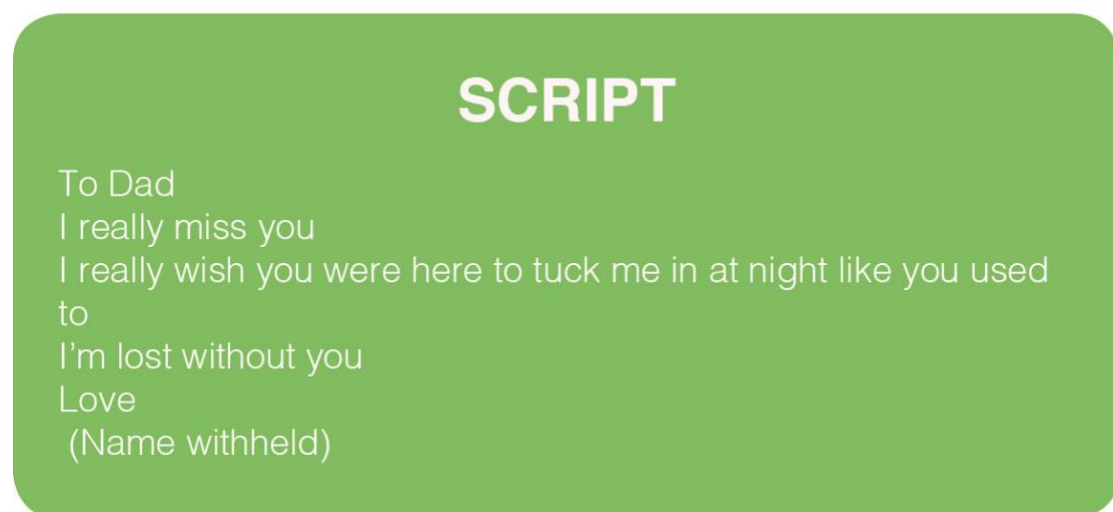 SCRIPT
To Dad
I really miss you
I really wish you were here to tuck me in at night like you used
to
I'm lost without you
Love
(Name withheld)